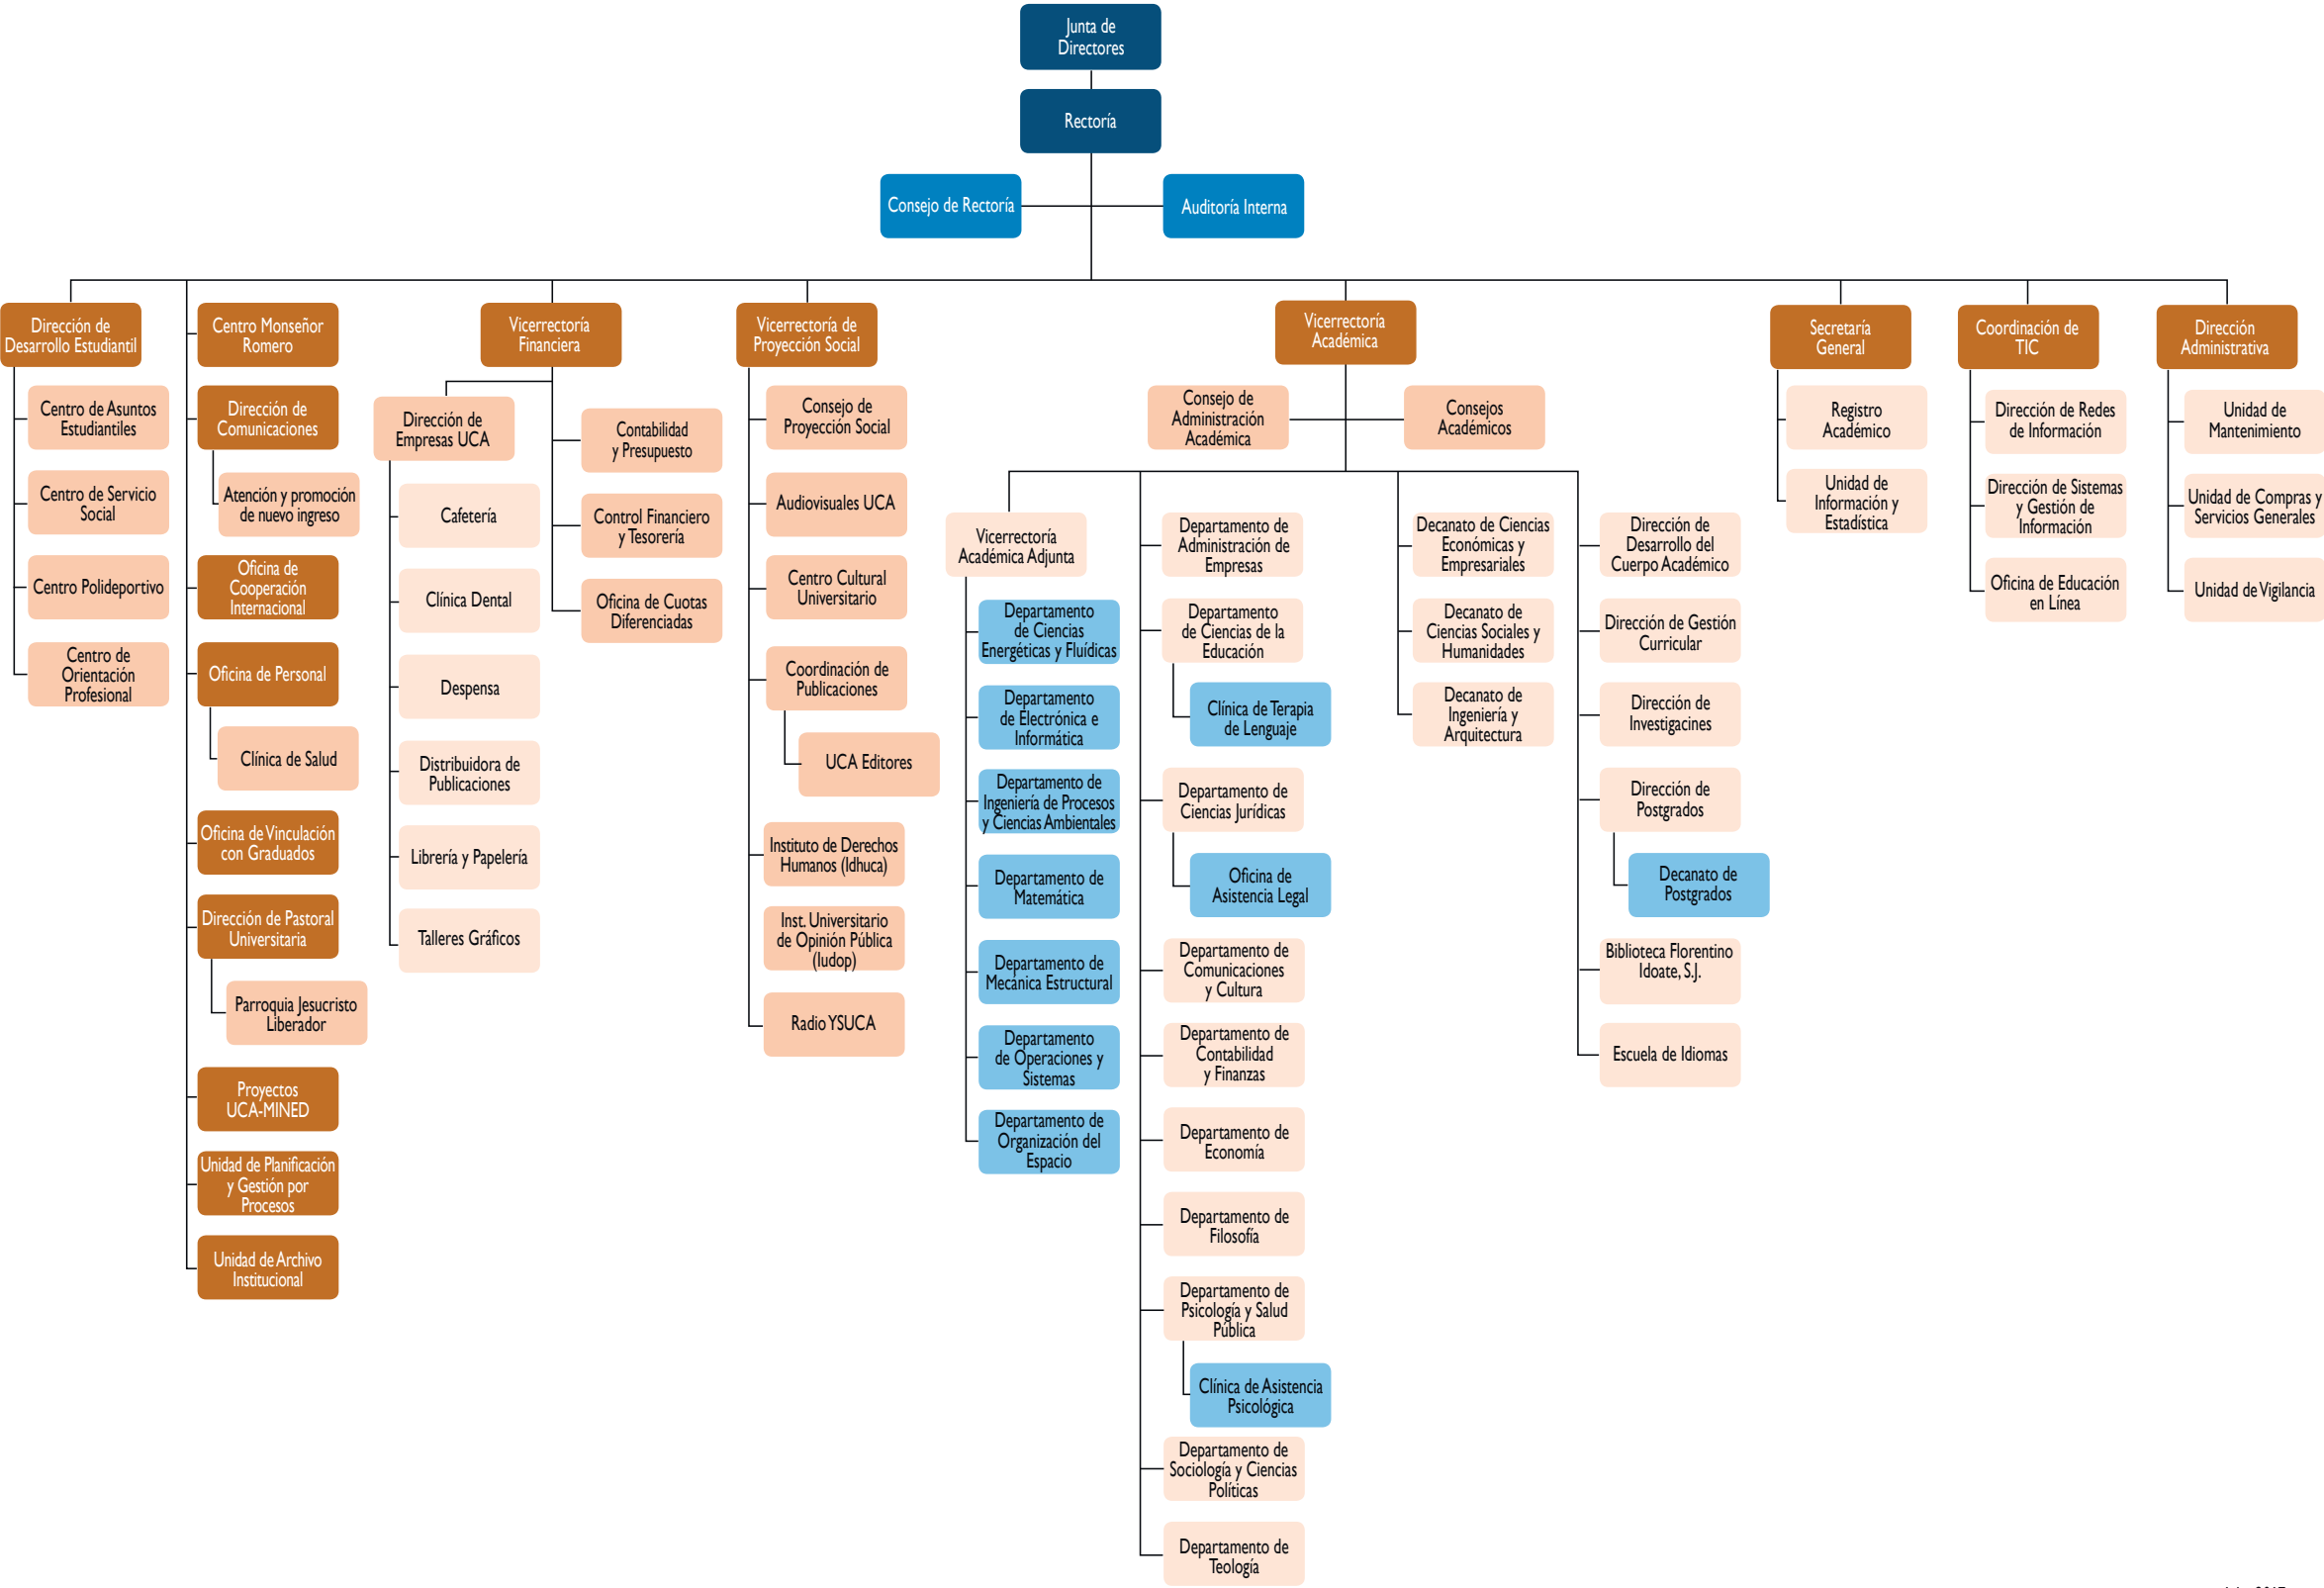 Junta de
Directores
Rectoría
Consejo de Rectoría
Auditoría Interna
Dirección de
Desarrollo Estudiantil
Centro de Asuntos
Estudiantiles
Centro de Servicio
Social
Centro Polideportivo
Centro de
Orientación
Profesional
Centro Monseñor
Romero
Dirección de
Comunicaciones
Atención y promoción
de nuevo ingreso
Oficina de
Cooperación
Internacional
Oficina de Personal
Clínica de Salud
Oficina de Vinculación
con Graduados
Dirección de Pastoral
Universitaria
Parroquia Jesucristo
Liberador
Proyectos
UCA-MINED
Unidad de Planificación
y Gestión por
Procesos
Unidad de Archivo
Institucional
Vicerrectoría
Financiera
Dirección de
Empresas UCA
Cafetería
Clínica Dental
Despensa
Distribuidora de
Publicaciones
Librería y Papelería
Talleres Gráficos
Contabilidad
y Presupuesto
Control Financiero
y Tesorería
Oficina de Cuotas
Diferenciadas
Vicerrectoría de
Proyección Social
Consejo de
Proyección Social
Audiovisuales UCA
Centro Cultural
Universitario
Coordinación de
Publicaciones
UCA Editores
Instituto de Derechos
Humanos (Idhuca)
Inst. Universitario
de Opinión Pública
(Iudop)
Radio YSUCA
Vicerrectoría
Académica
Consejo de
Administración
Académica
Consejos
Académicos
Vicerrectoría
Académica Adjunta
Departamento
de Ciencias
Energéticas y Fluídicas
Departamento
de Electrónica e
Informática
Departamento de
Ingeniería de Procesos
y Ciencias Ambientales
Departamento de
Matemática
Departamento de
Mecánica Estructural
Departamento
de Operaciones y
Sistemas
Departamento de
Organización del
Espacio
Departamento de
Administración de
Empresas
Departamento
de Ciencias de la
Educación
Clínica de Terapia
de Lenguaje
Departamento de
Ciencias Jurídicas
Oficina de
Asistencia Legal
Departamento de
Comunicaciones
y Cultura
Departamento de
Contabilidad
y Finanzas
Departamento de
Economía
Departamento de
Filosofía
Departamento de
Psicología y Salud
Pública
Clínica de Asistencia
Psicológica
Departamento de
Sociología y Ciencias
Políticas
Departamento de
Teología
Decanato de Ciencias
Económicas y
Empresariales
Decanato de
Ciencias Sociales y
Humanidades
Decanato de
Ingeniería y
Arquitectura
Dirección de
Desarrollo del
Cuerpo Académico
Dirección de Gestión
Curricular
Dirección de
Investigacines
Dirección de
Postgrados
Decanato de
Postgrados
Biblioteca Florentino
Idoate, S.J.
Escuela de Idiomas
Secretaría
General
Registro
Académico
Unidad de
Información y
Estadística
Coordinación de
TIC
Dirección de Redes
de Información
Dirección de Sistemas
y Gestión de
Información
Oficina de Educación
en Línea
Dirección
Administrativa
Unidad de
Mantenimiento
Unidad de Compras y
Servicios Generales
Unidad de Vigilancia